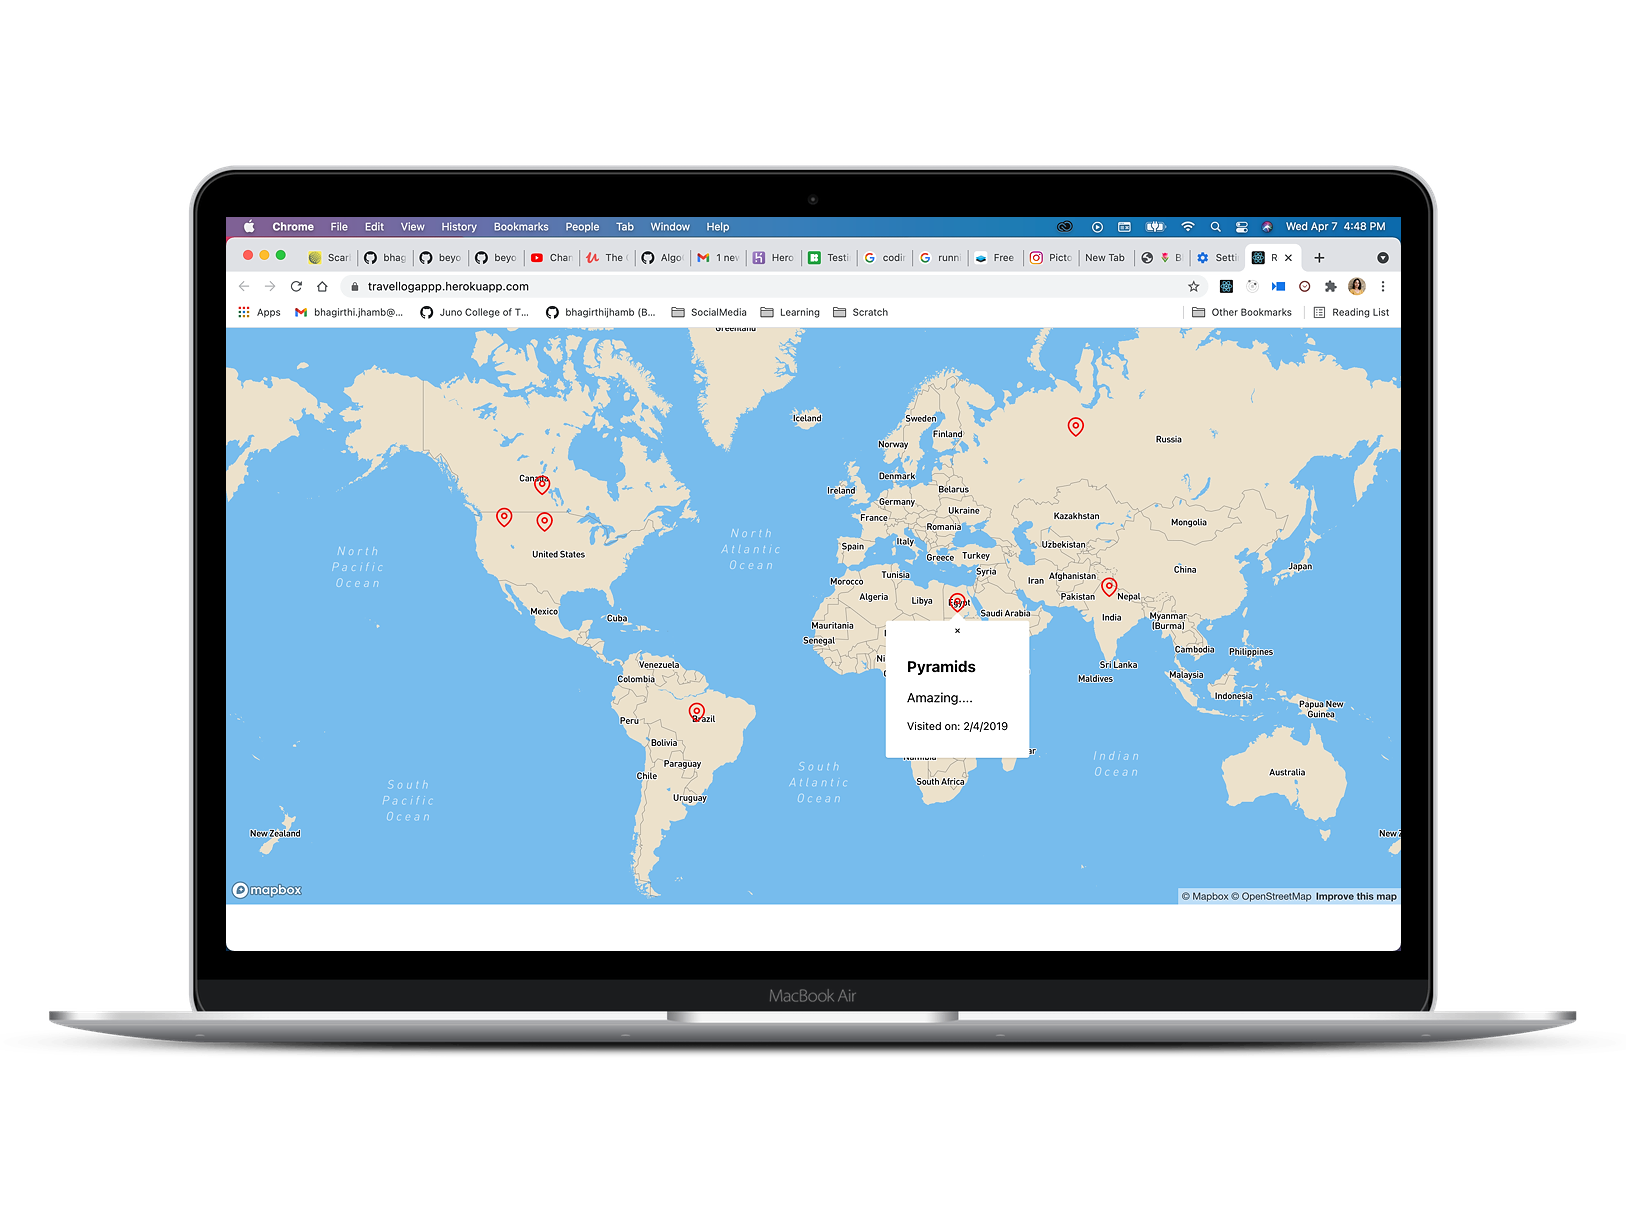 Chrome File Edit View History Bookmarks People Tab Window Help Wed Apr 7 4:48 PM
Scar bhag beyo beyo Chan The Algo 1 new Hero Testi codin runni Free Picto New Tab B Setti R
travellogappp.herokuapp.com
Apps bhagirthi.jhamb@... Juno College of T... bhagirthijhamb (B... SocialMedia Learning Scratch Other Bookmarks Reading List
Greenland
Iceland
Sweden
Finland
Norway
Russia
Canada
Denmark
Ireland
Belarus
Germany
Ukraine
France
Romania
Kazakhstan
Mongolia
North
Pacific
Ocean
United States
North
Atlantic
Ocean
Spain
Italy
Greece
Turkey
Uzbekistan
Syria
China
Japan
Morocco
Tunisia
Iran
Afghanistan
Algeria
Libya
Egypt
Pakistan
Nepal
Mexico
Cuba
Saudi Arabia
India
Myanmar
(Burma)
Mauritania
Senegal
Ni
Cambodia
Philippines
Venezuela
Colombia
Sri Lanka
Maldives
Malaysia
Indonesia
Papua New
Guinea
Peru
Brazil
Bolivia
Paraguay
Chile
Uruguay
×
Pyramids
Amazing....
Visited on: 2/4/2019
ar
Namibia
South Africa
South
Pacific
Ocean
South
Atlantic
Ocean
Indian
Ocean
Australia
New Zealand
New Z
mapbox
© Mapbox © OpenStreetMap Improve this map
MacBook Air